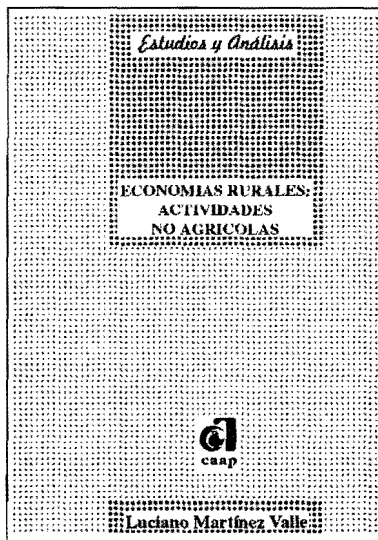 Estudios y Análisis
ECONOMIAS RURALES:
ACTIVIDADES
NO AGRICOLAS
caap
Luciano Martínez Valle